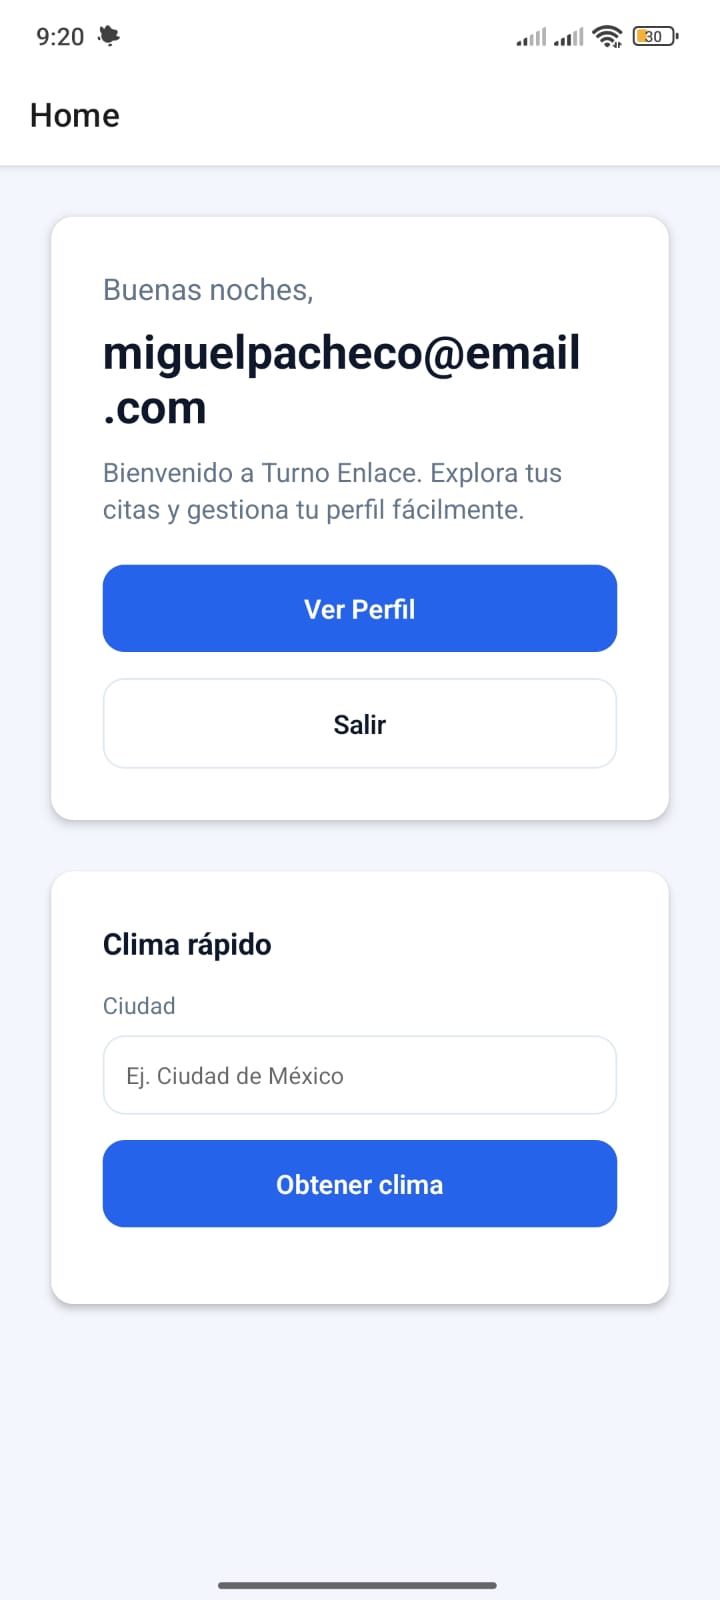 9:20
30
Home
Buenas noches,
miguelpacheco@email
.com
Bienvenido a Turno Enlace. Explora tus
citas y gestiona tu perfil fácilmente.
Ver Perfil
Salir
Clima rápido
Ciudad
Ej. Ciudad de México
Obtener clima